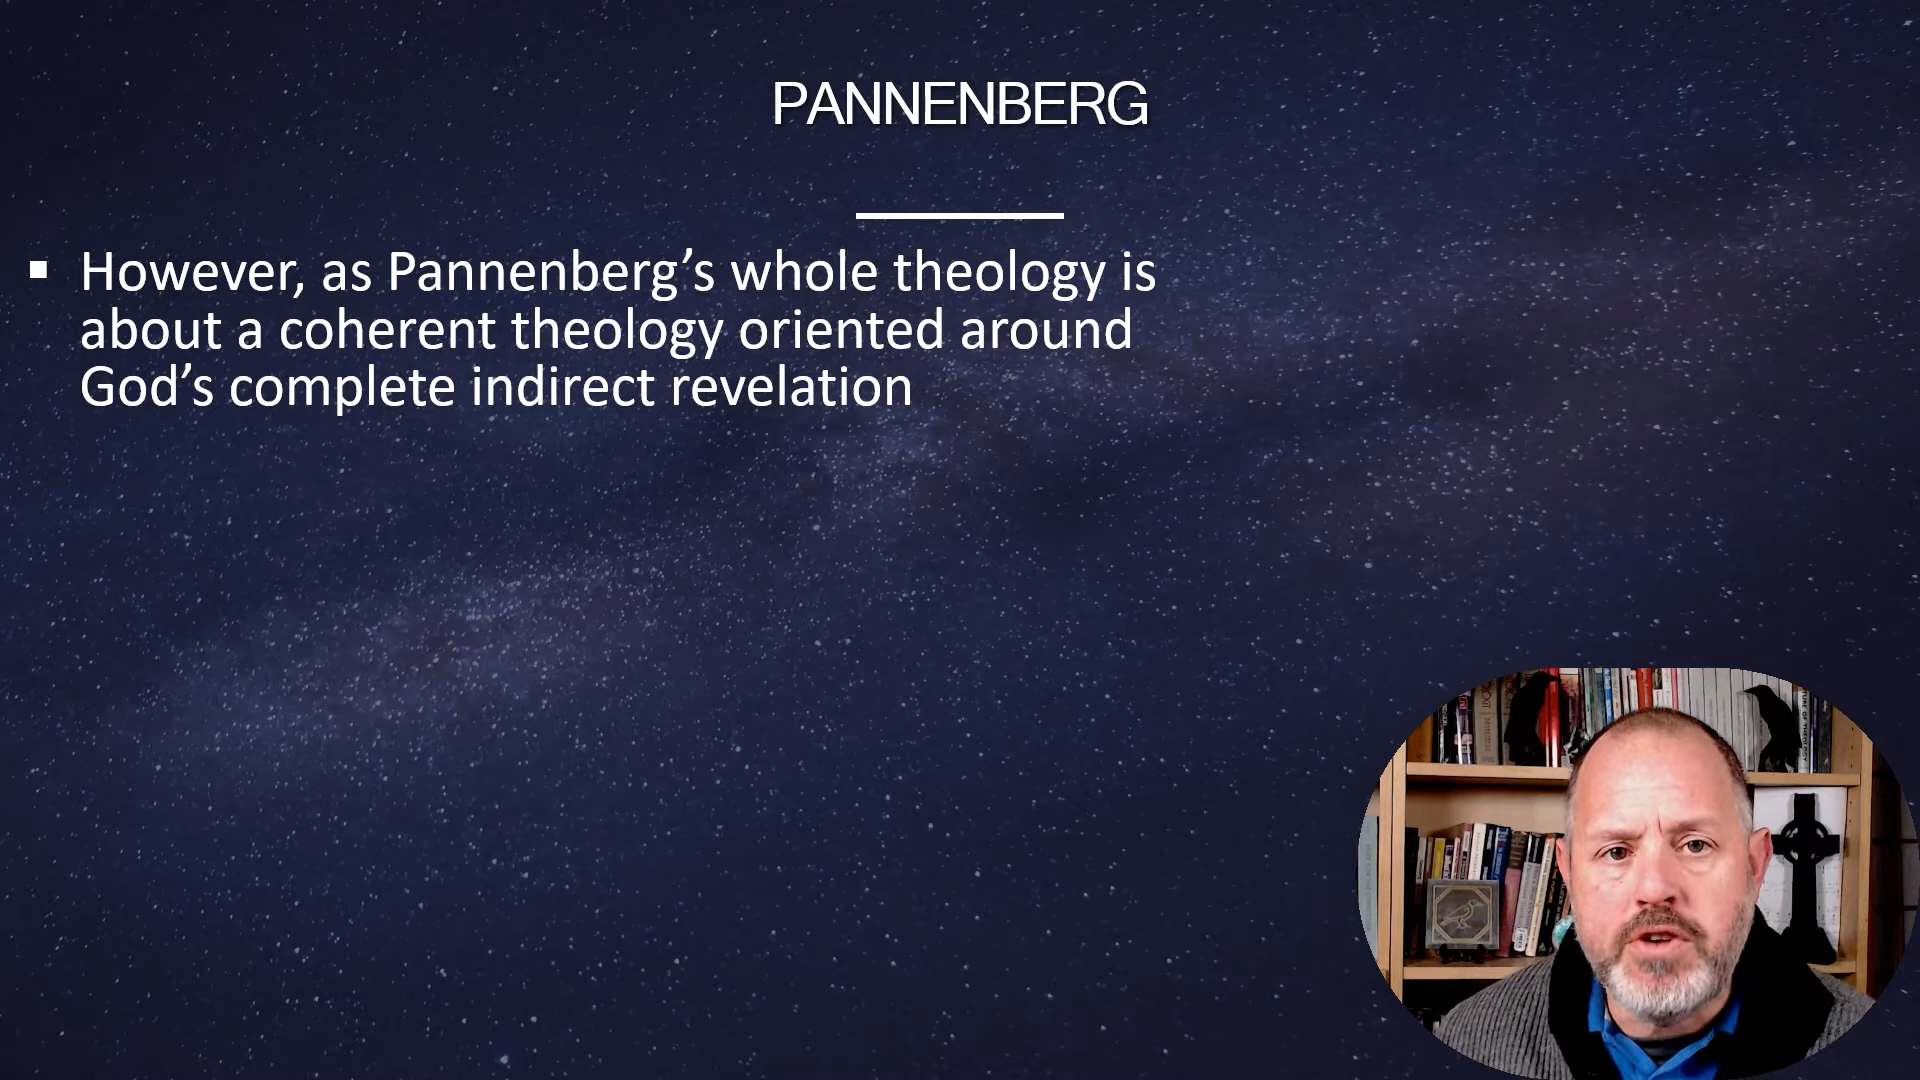 PANNENBERG
▪ However, as Pannenberg’s whole theology is
about a coherent theology oriented around
God’s complete indirect revelation